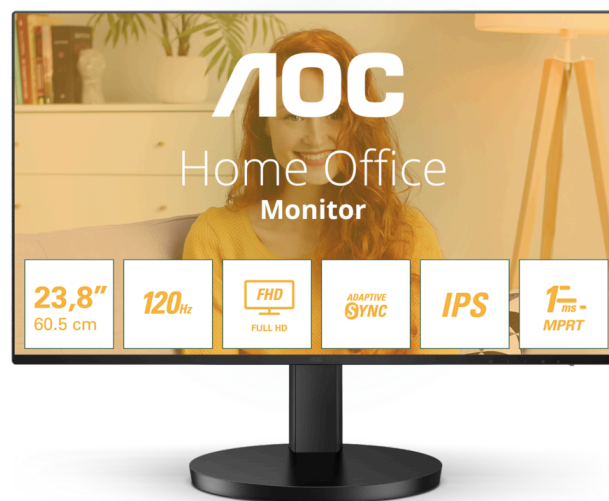 AOC
Home Office
Monitor
23,8"
60.5 cm
120Hz
FHD
FULL HD
ADAPTIVE
SYNC
IPS
1ms
MPRT